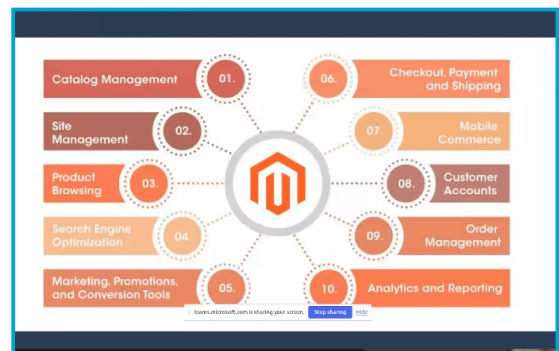 Catalog Management
01.
Site
Management
02.
Product
Browsing
03.
Search Engine
Optimization
04.
Marketing, Promotions,
and Conversion Tools
05.
06.
Checkout, Payment
and Shipping
07.
Mobile
Commerce
08.
Customer
Accounts
09.
Order
Management
10.
Analytics and Reporting
teams.microsoft.com is sharing your screen.
Stop sharing
Hide